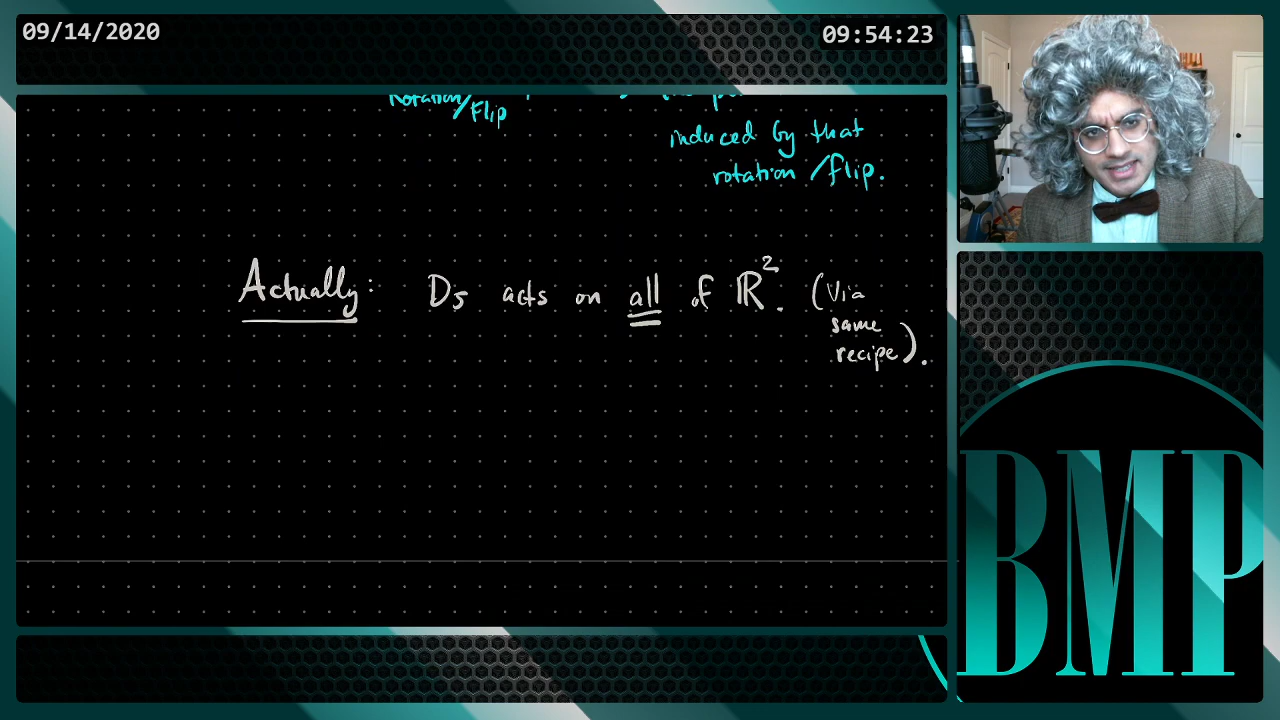 09/14/2020
09:54:23
Rotation/
Flip
induced by that
rotation/flip.
Actually: D5 acts on all of ℝ². (Via
same
recipe).
BMP